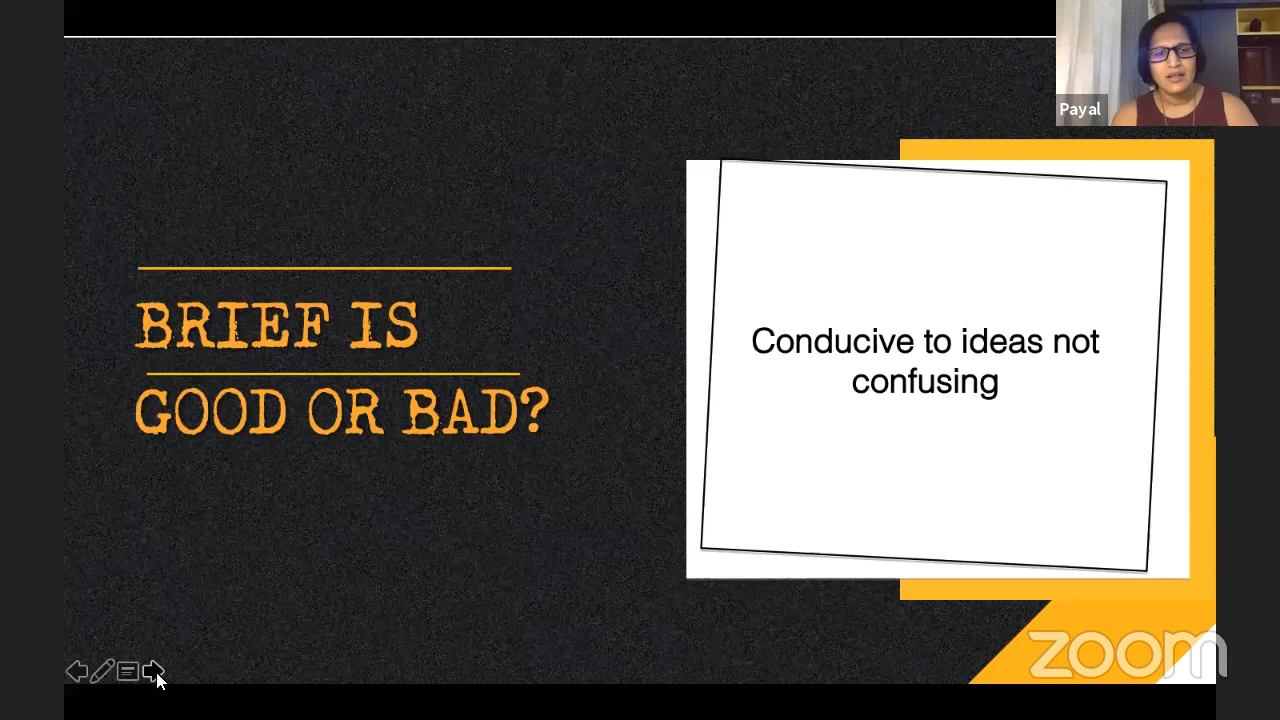 Payal
BRIEF IS
GOOD OR BAD?
Conducive to ideas not
confusing
zoom